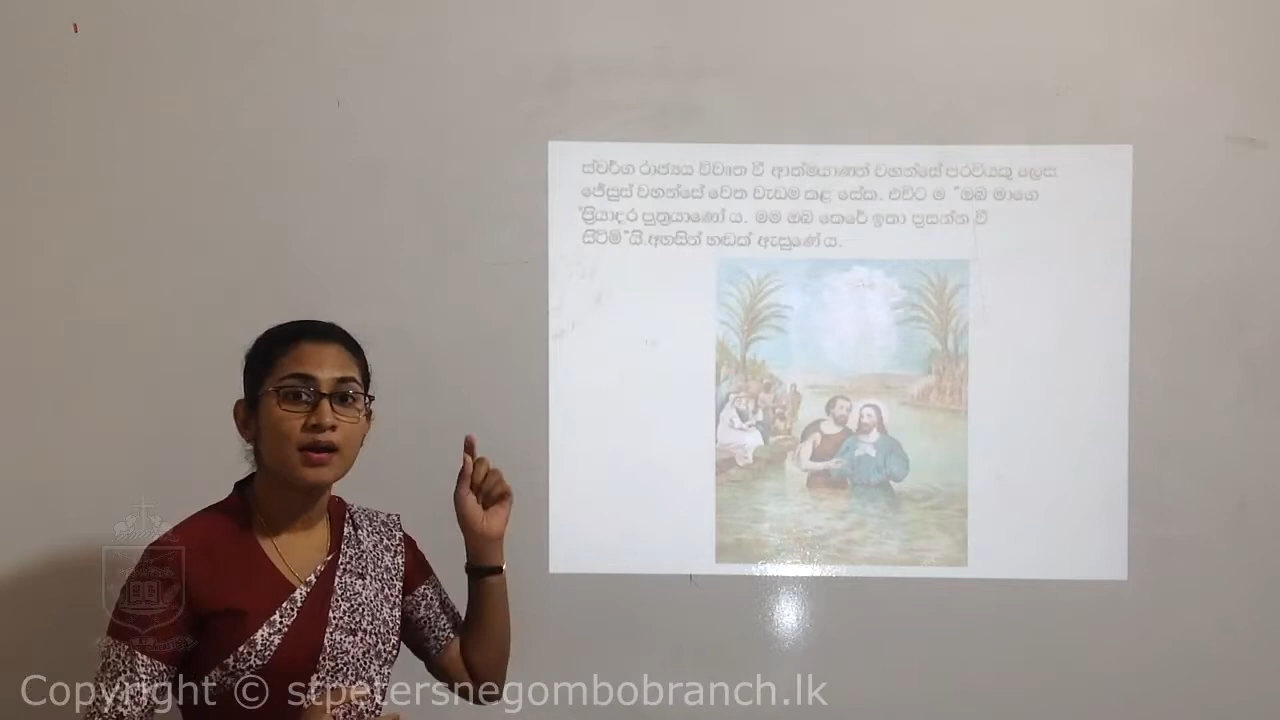 ස්වර්ග රාජ්‍යය විවෘත වී ආත්මයාණන් වහන්සේ පරවියකු ලෙස
ජේසුස් වහන්සේ වෙත වැඩම කළ සේක. එවිට ම "ඔබ මාගේ
ප්‍රියාදර පුත්‍රයාණෝ ය. මම ඔබ කෙරේ ඉතා ප්‍රසන්න වී
සිටිමි"යි.අහසින් හඬක් ඇසුණේ ය.
Copyright © stpetersnegombobranch.lk